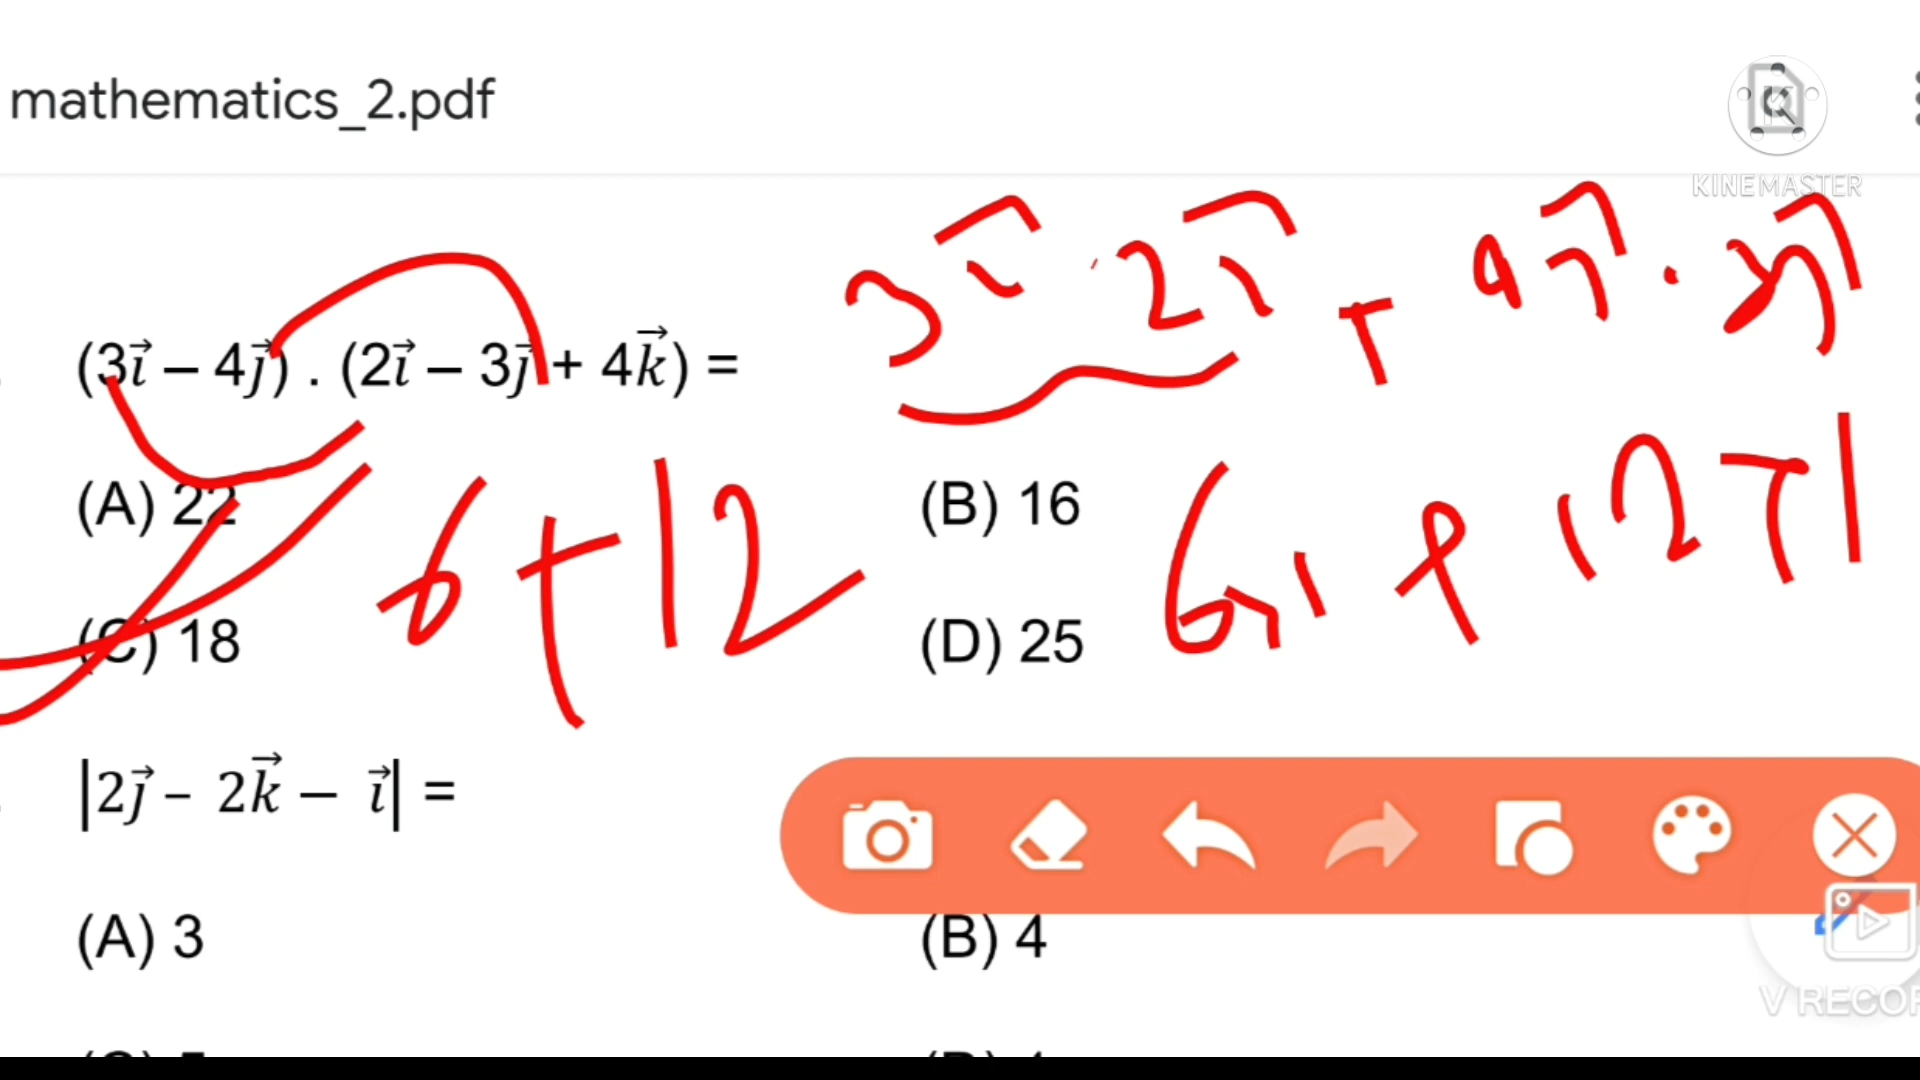 mathematics_2.pdf
KINEMASTER
3i⃗ . 2i⃗ + 4j⃗ . 3j⃗
(3i⃗ – 4j⃗) . (2i⃗ – 3j⃗ + 4k⃗) =
(A) 22 (B) 16
6+12
(C) 18 (D) 25
|2j⃗ – 2k⃗ – i⃗| =
(A) 3 (B) 4
V RECOR